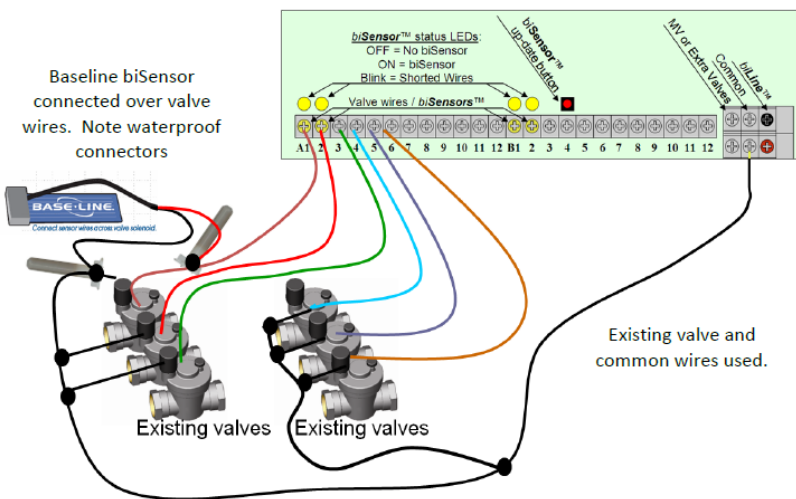 biSensor™ status LEDs:
OFF = No biSensor
ON = biSensor
Blink = Shorted Wires
biSensor™
up-date button
MV or Extra Valves
Common
biLine™
Baseline biSensor
connected over valve
wires. Note waterproof
connectors
Valve wires / biSensors™
A1 2 3 4 5 6 7 8 9 10 11 12 B1 2 3 4 5 6 7 8 9 10 11 12
BASE·LINE
Connect sensor wires across valve solenoid.
Existing valve and
common wires used.
Existing valves
Existing valves